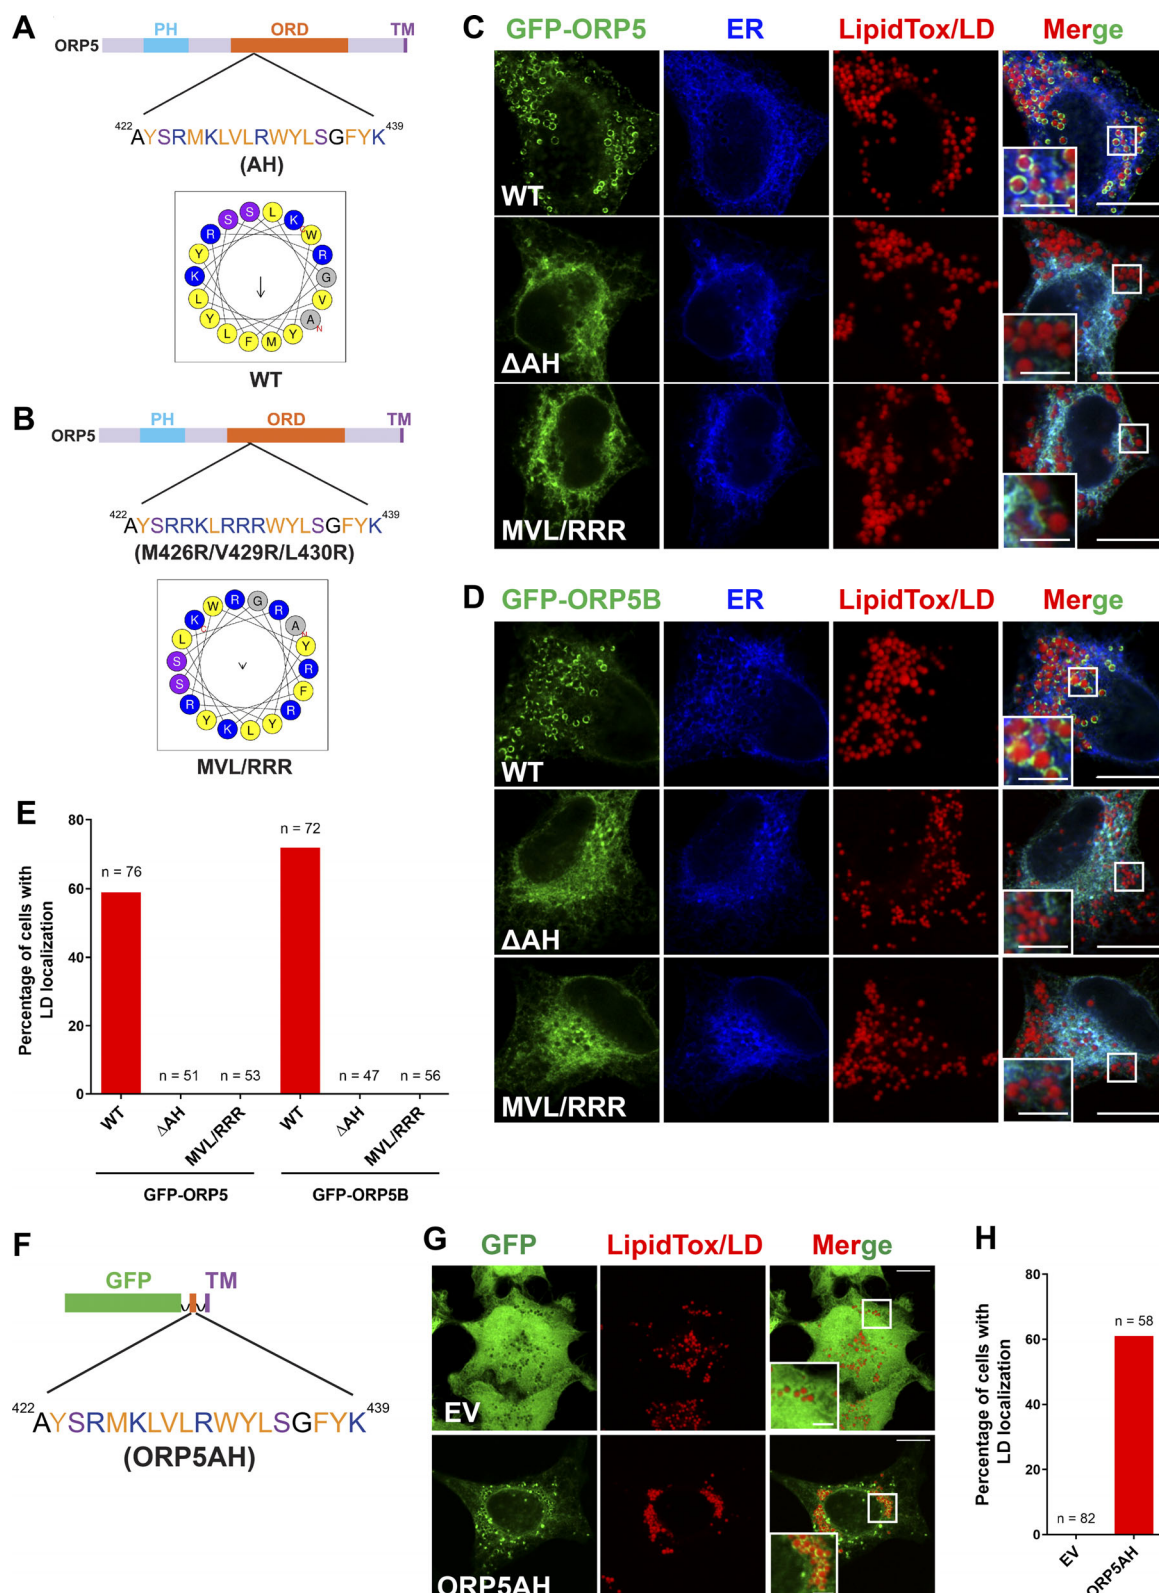 A
PH
ORD
TM
ORP5
422AYSRMKLVLRWYLSGFYK439
(AH)
S
S
L
K
W
R
G
V
A
N
Y
M
F
L
Y
L
K
Y
R
WT
B
PH
ORD
TM
ORP5
422AYSRRKLRRRWYLSGFYK439
(M426R/V429R/L430R)
W
R
G
R
A
N
Y
R
F
R
Y
L
K
Y
R
S
S
L
K
C
MVL/RRR
C
GFP-ORP5
ER
LipidTox/LD
Merge
WT
ΔAH
MVL/RRR
D
GFP-ORP5B
ER
LipidTox/LD
Merge
WT
ΔAH
MVL/RRR
E
Percentage of cells with
LD localization
80
60
40
20
0
n = 76
n = 51
n = 53
n = 72
n = 47
n = 56
WT
ΔAH
MVL/RRR
WT
ΔAH
MVL/RRR
GFP-ORP5
GFP-ORP5B
F
GFP
TM
422AYSRMKLVLRWYLSGFYK439
(ORP5AH)
G
GFP
LipidTox/LD
Merge
EV
ORP5AH
H
Percentage of cells with
LD localization
80
60
40
20
0
n = 82
n = 58
EV
ORP5AH